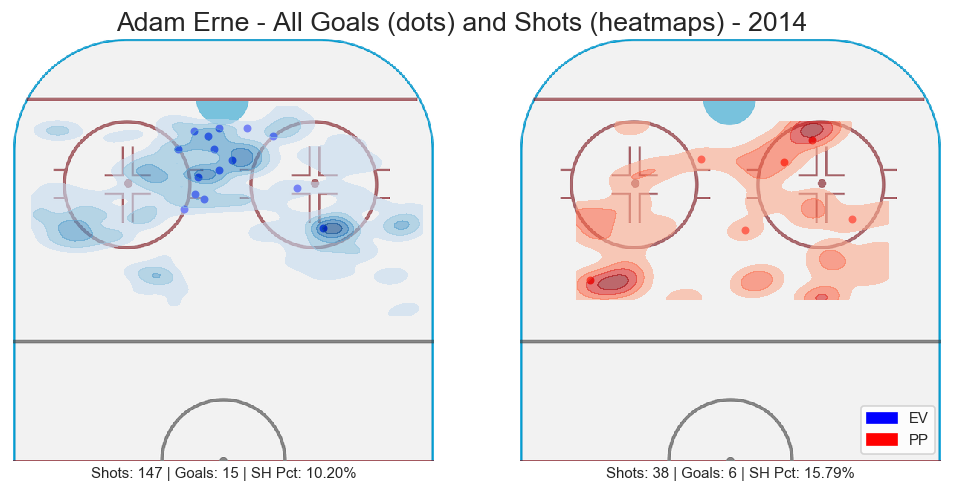 Adam Erne - All Goals (dots) and Shots (heatmaps) - 2014
EV
PP
Shots: 147 | Goals: 15 | SH Pct: 10.20%
Shots: 38 | Goals: 6 | SH Pct: 15.79%